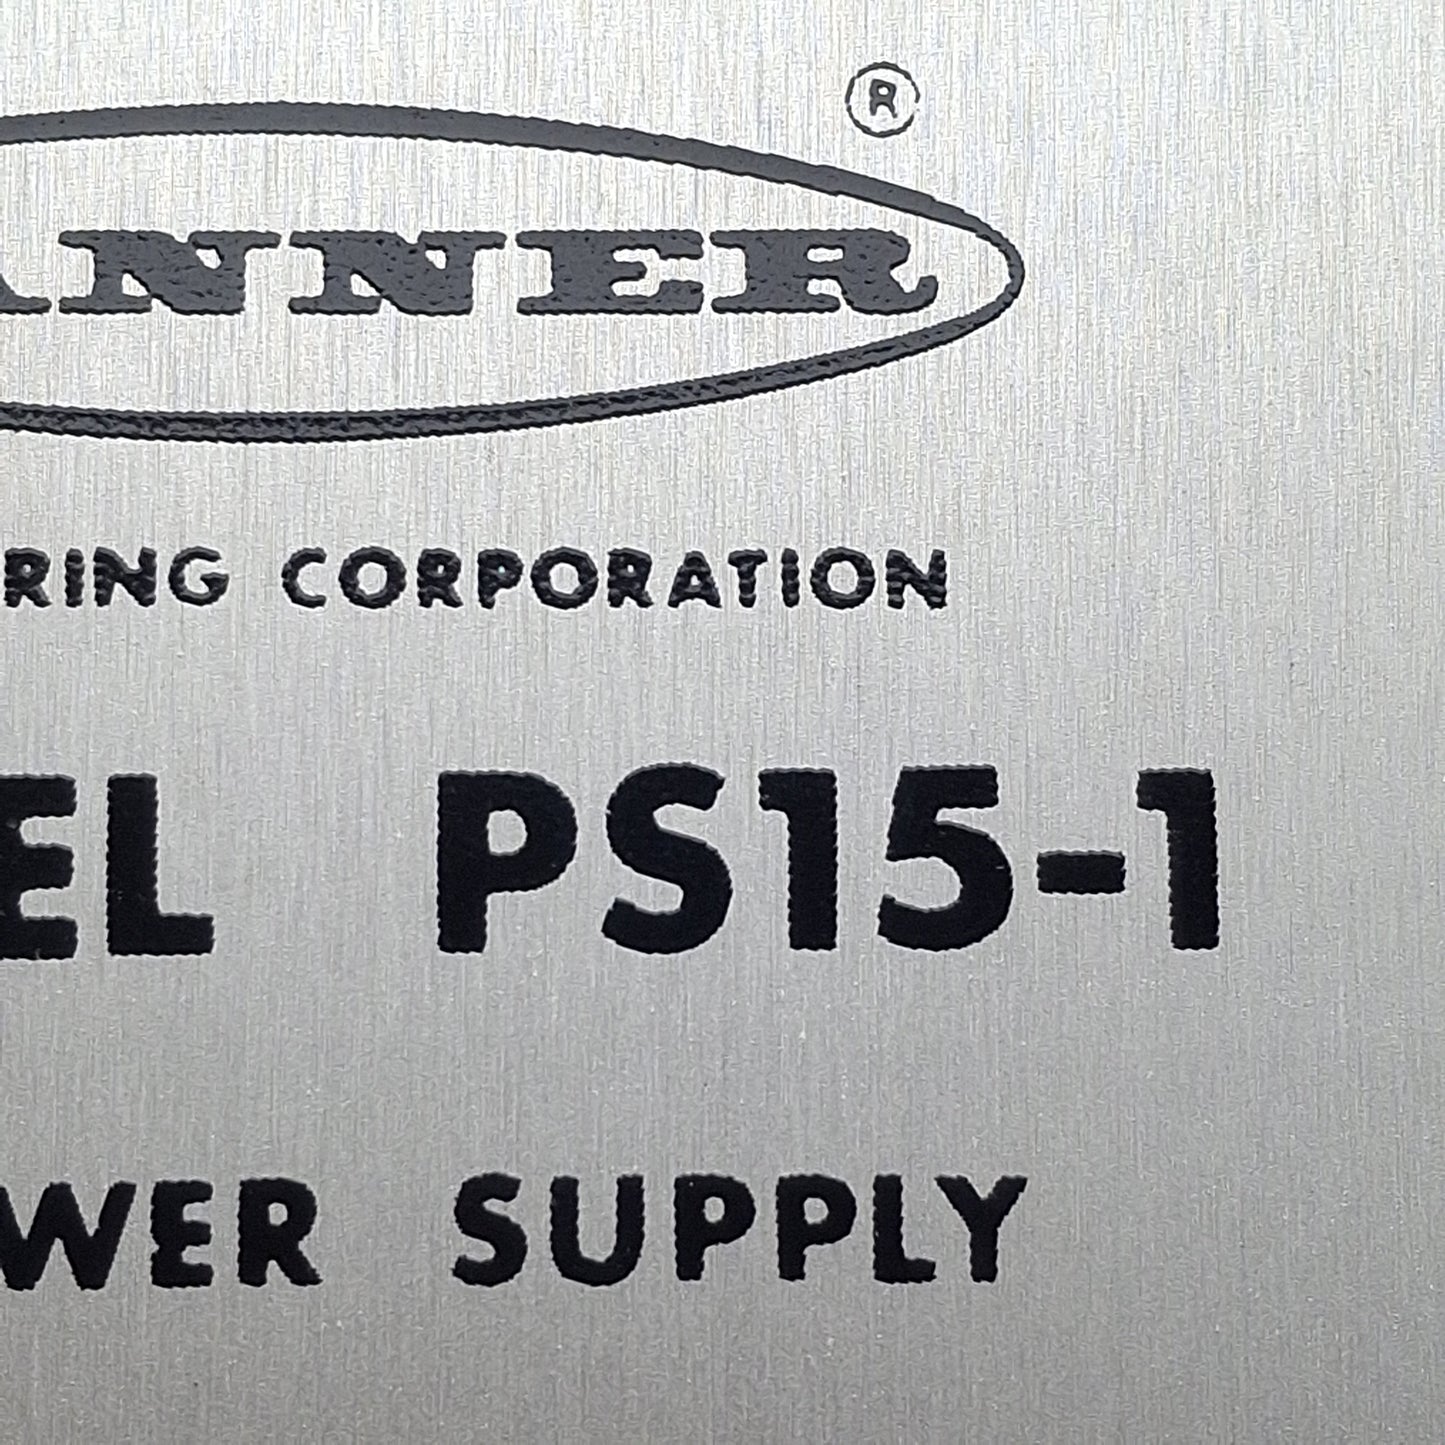 ®
ANNER
RING CORPORATION
EL PS15-1
WER SUPPLY